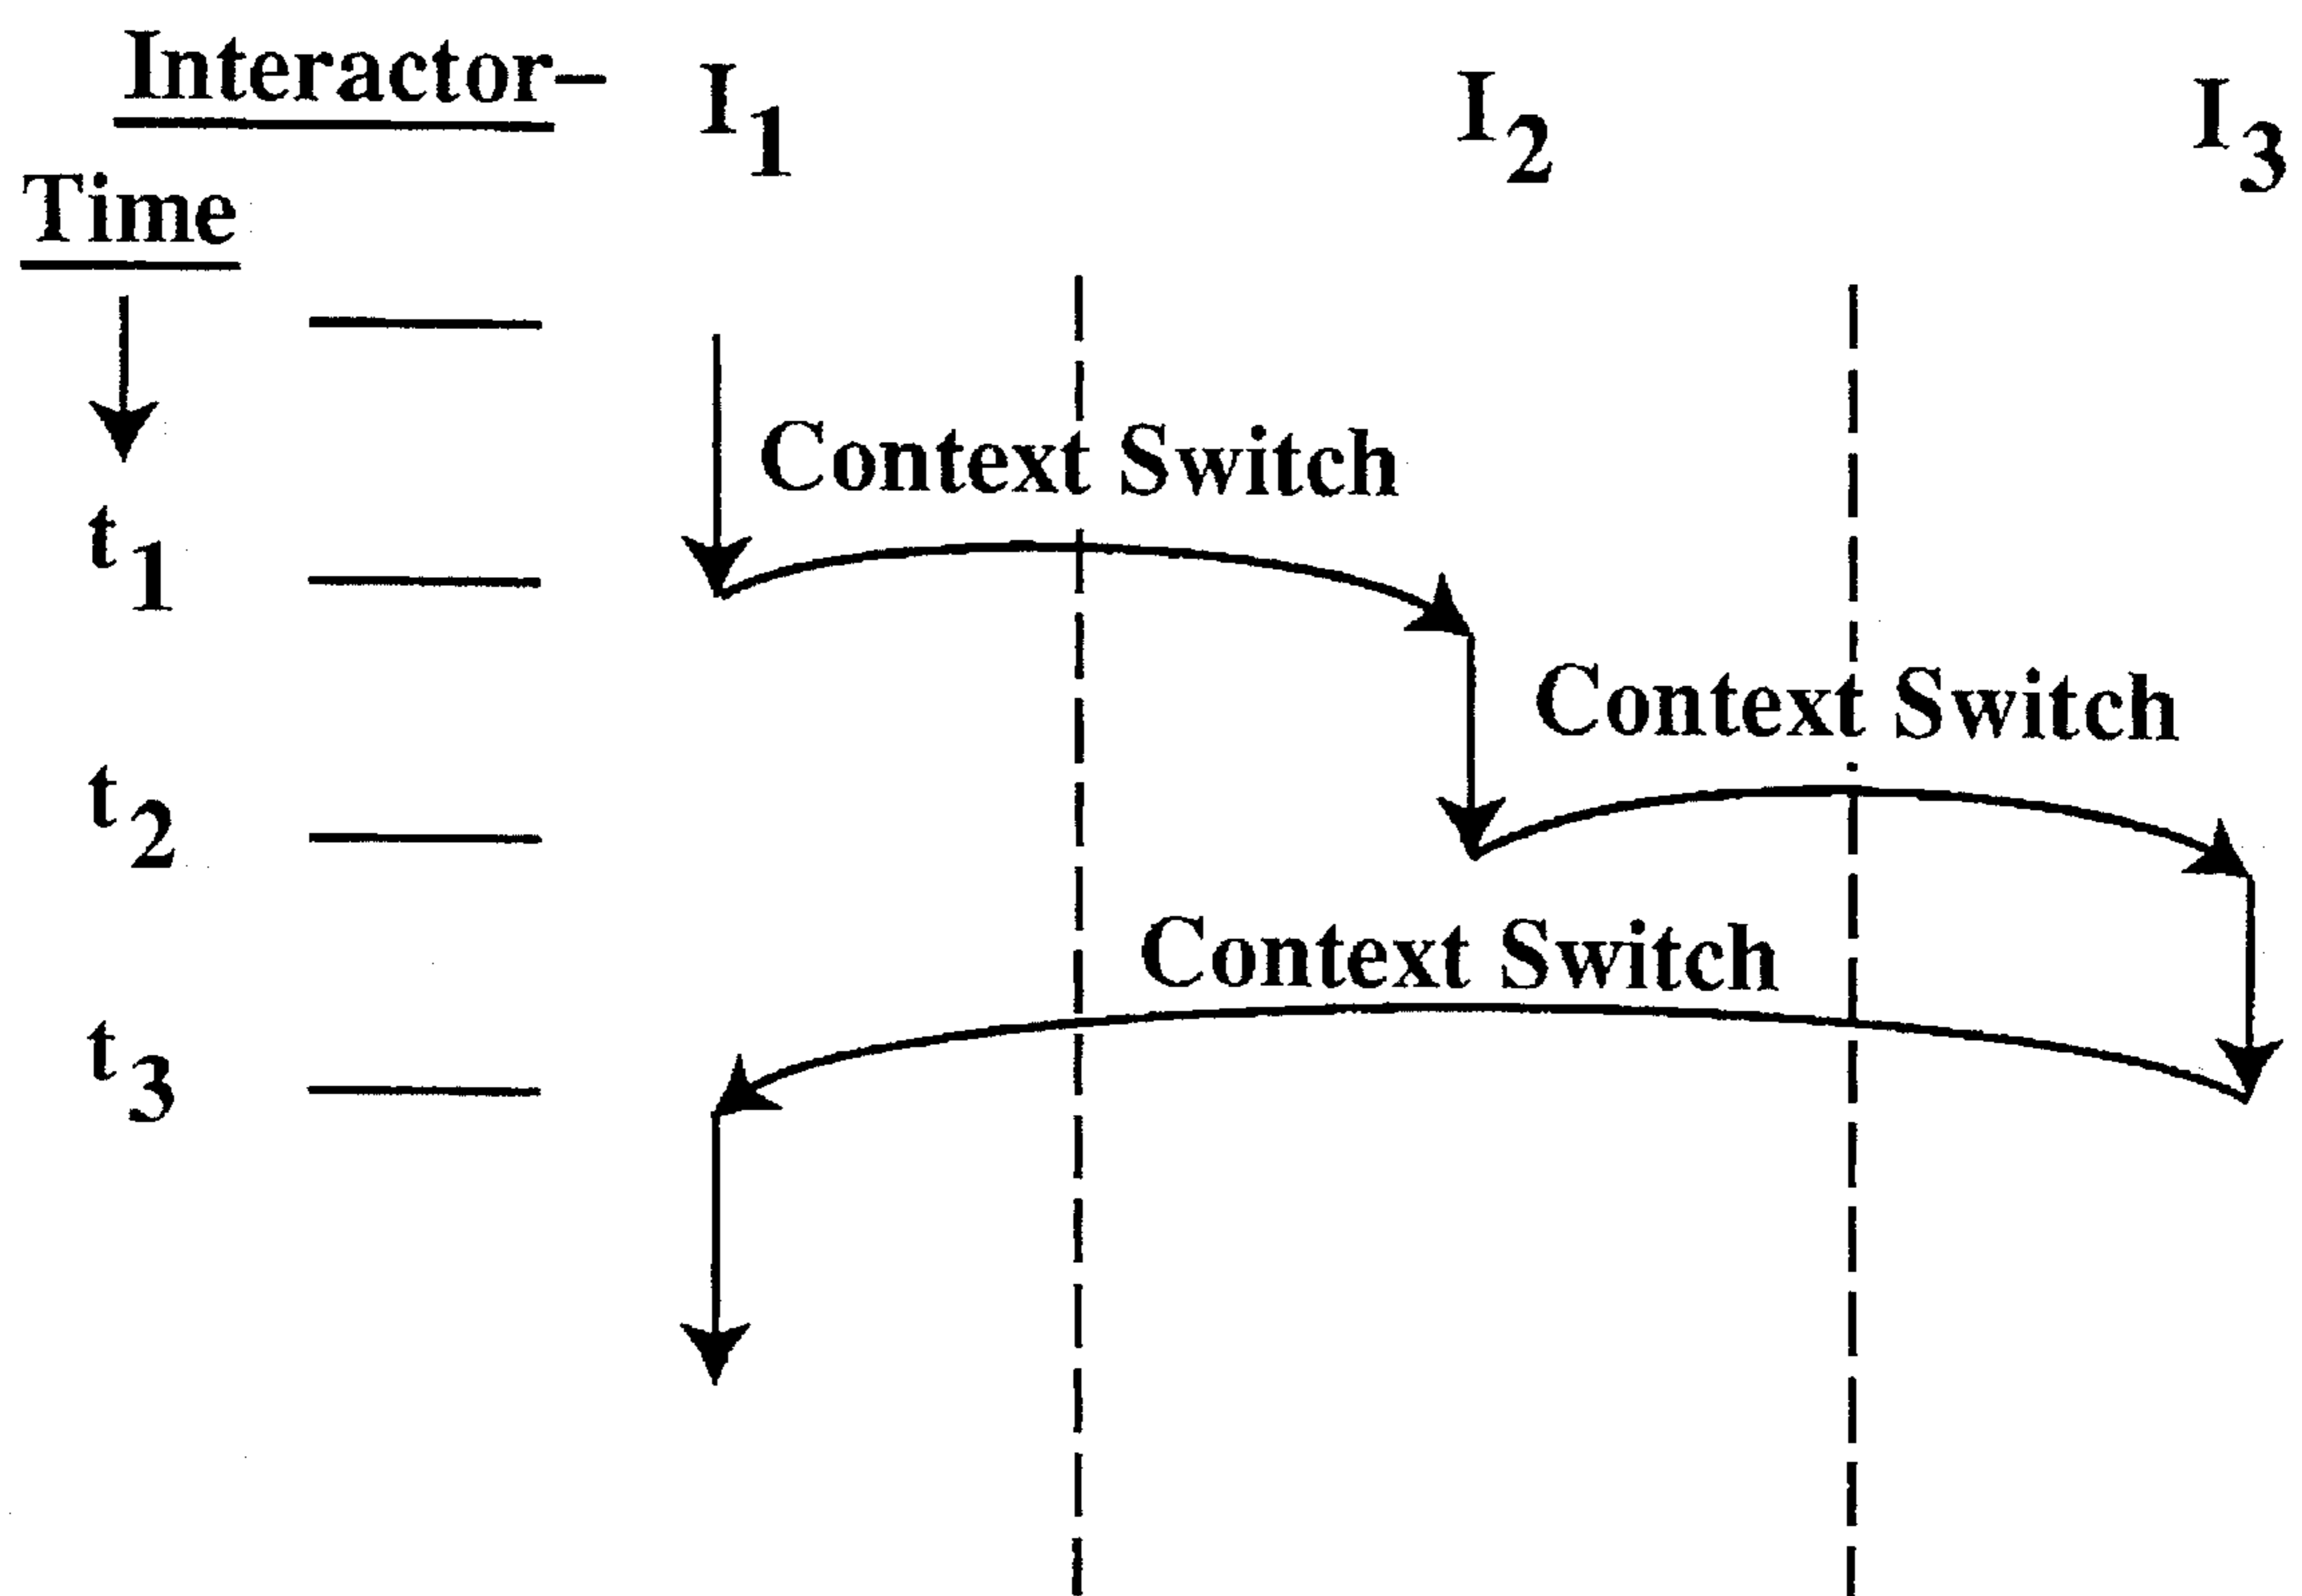 Interactor– I1 I2 I3
Time
Context Switch
t1
Context Switch
t2
Context Switch
t3